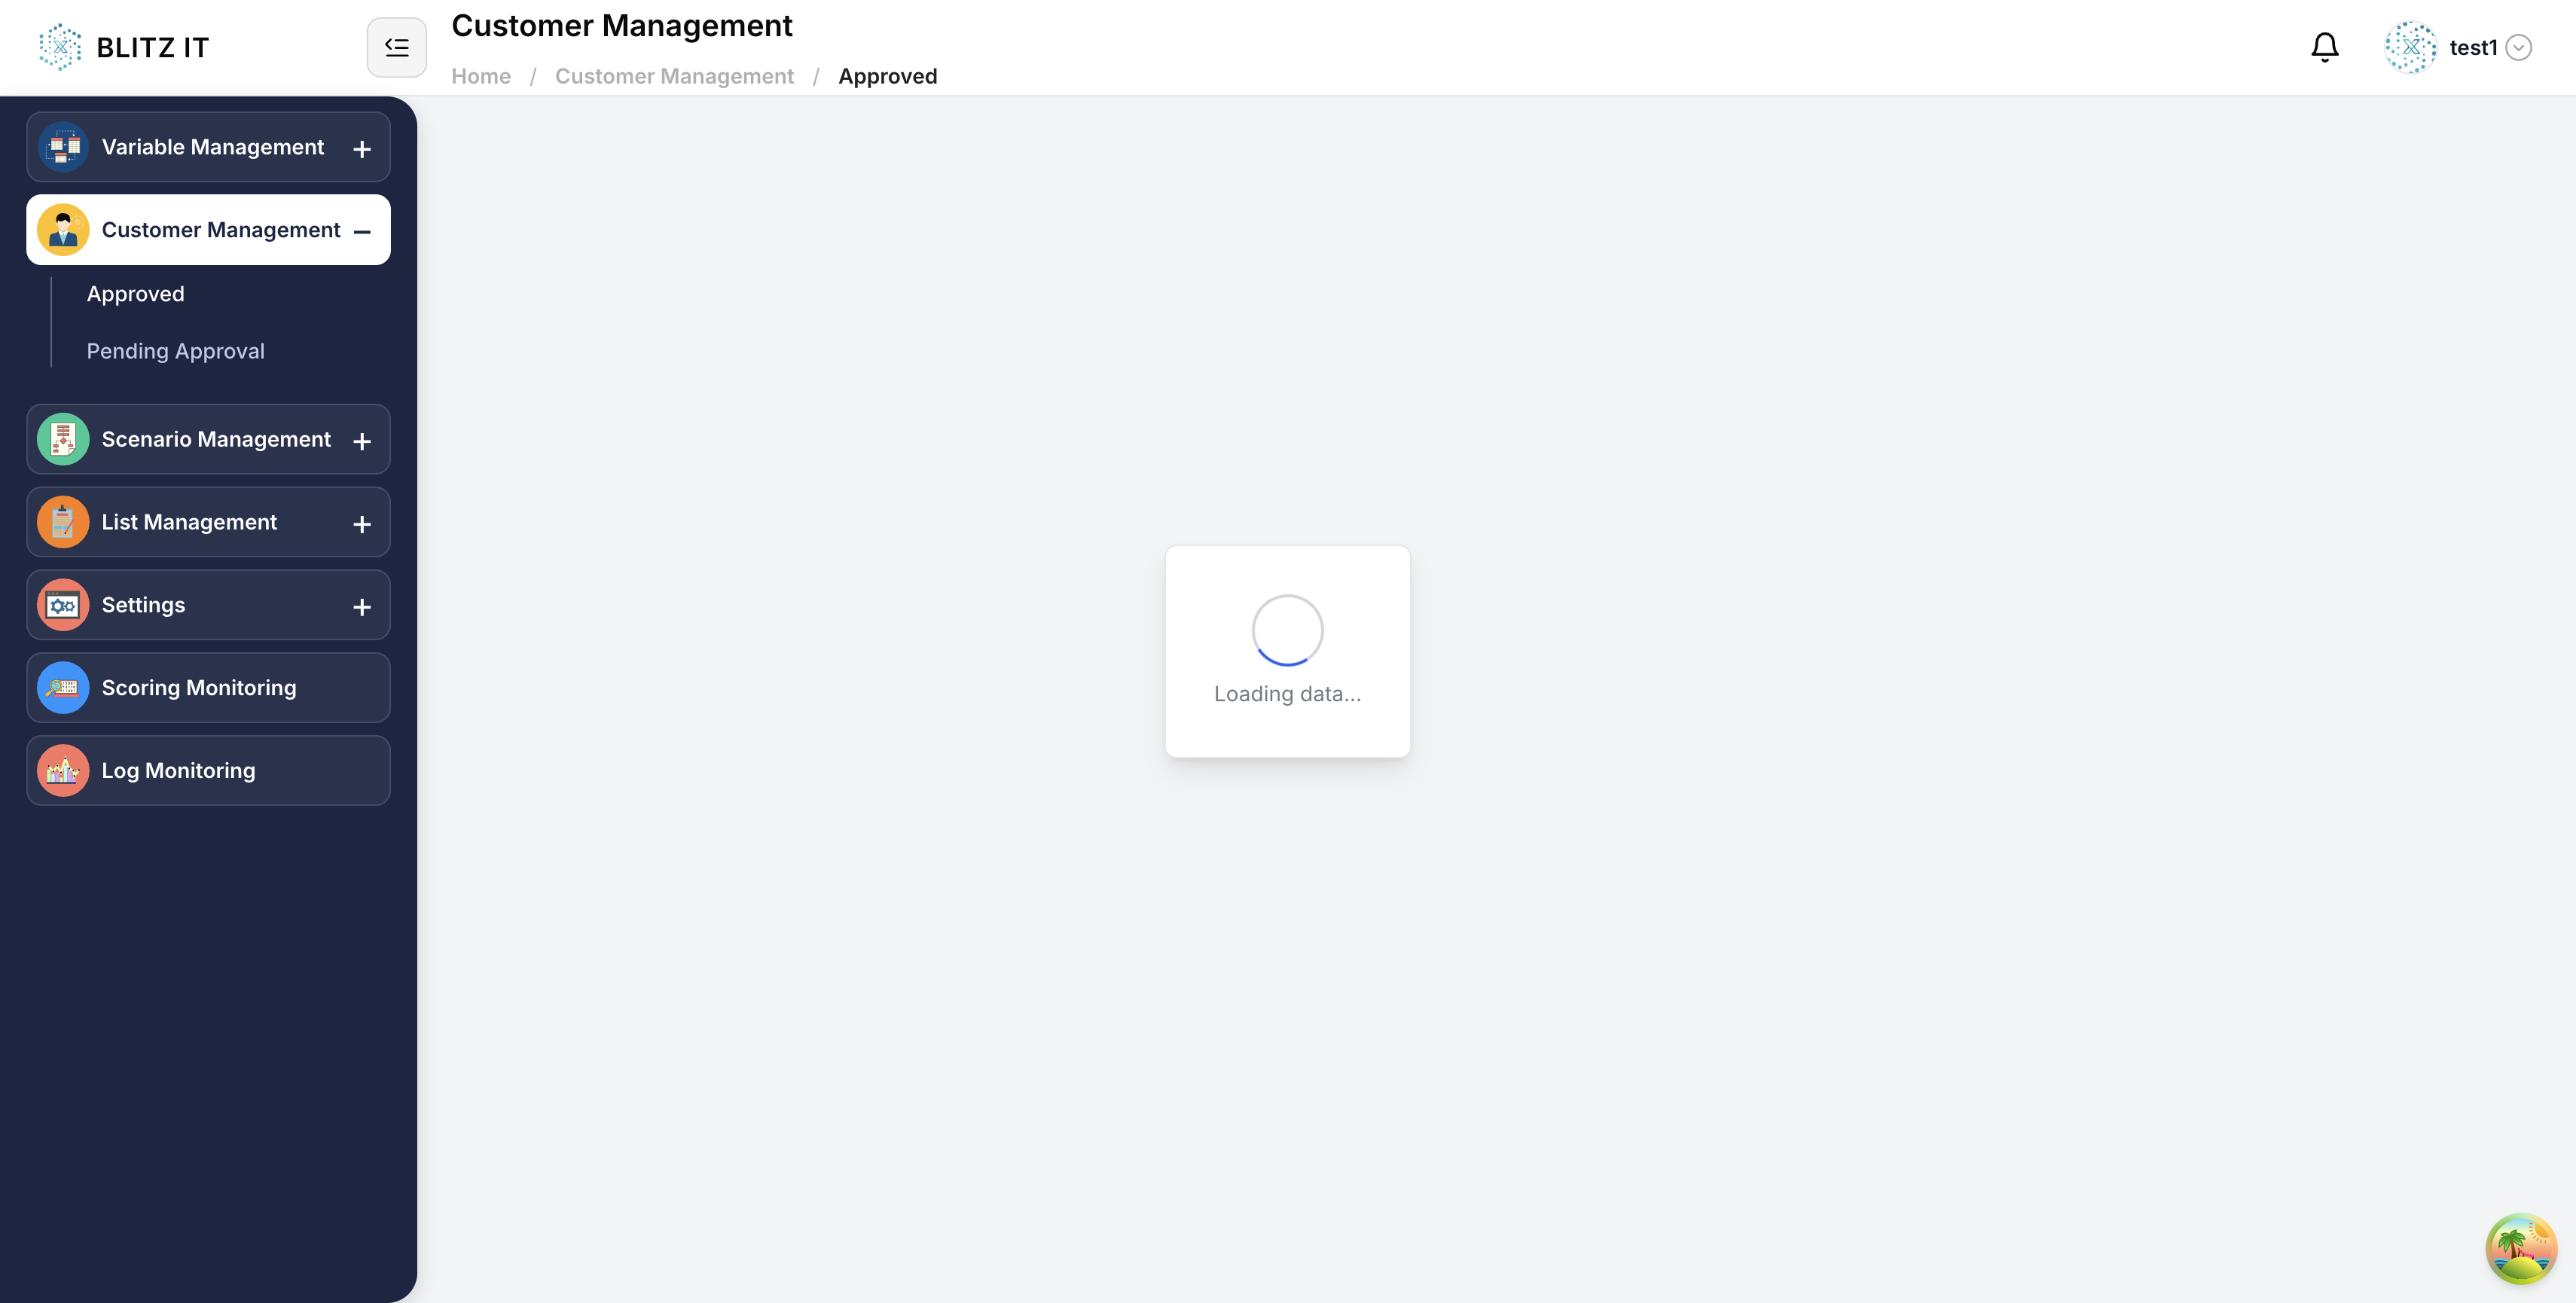 BLITZ IT
Customer Management
Home / Customer Management / Approved
test1
Variable Management
Customer Management
Approved
Pending Approval
Scenario Management
List Management
Settings
Scoring Monitoring
Log Monitoring
Loading data...